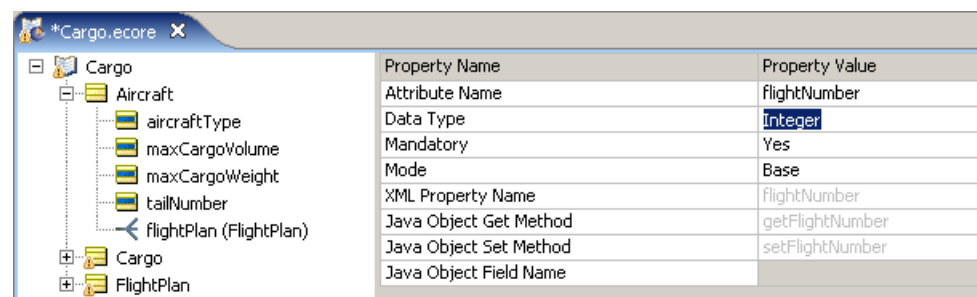 *Cargo.ecore
Cargo
Aircraft
aircraftType
maxCargoVolume
maxCargoWeight
tailNumber
flightPlan (FlightPlan)
Cargo
FlightPlan
Property Name Property Value
Attribute Name flightNumber
Data Type Integer
Mandatory Yes
Mode Base
XML Property Name flightNumber
Java Object Get Method getFlightNumber
Java Object Set Method setFlightNumber
Java Object Field Name